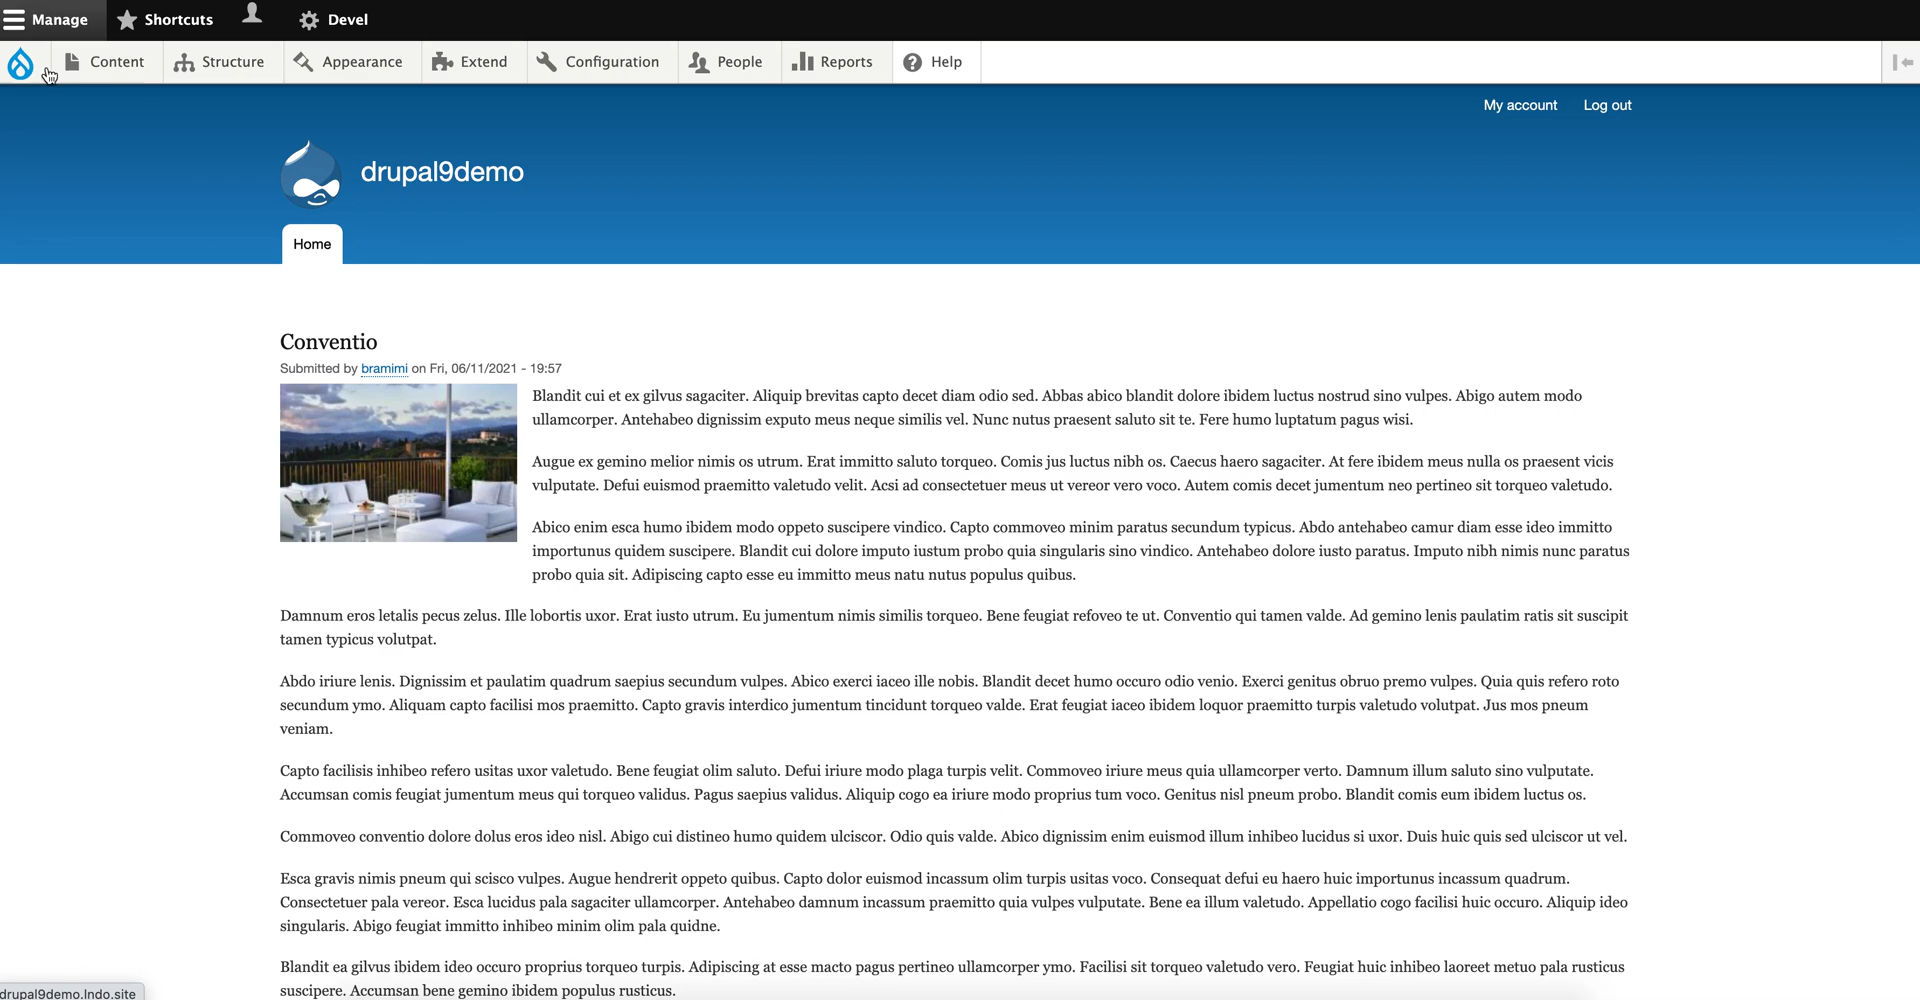 Manage Shortcuts Devel
Content Structure Appearance Extend Configuration People Reports Help
My account Log out
drupal9demo
Home
Conventio
Submitted by bramimi on Fri, 06/11/2021 - 19:57
Blandit cui et ex gilvus sagaciter. Aliquip brevitas capto decet diam odio sed. Abbas abico blandit dolore ibidem luctus nostrud sino vulpes. Abigo autem modo
ullamcorper. Antehabeo dignissim exputo meus neque similis vel. Nunc nutus praesent saluto sit te. Fere humo luptatum pagus wisi.
Augue ex gemino melior nimis os utrum. Erat immitto saluto torqueo. Comis jus luctus nibh os. Caecus haero sagaciter. At fere ibidem meus nulla os praesent vicis
vulputate. Defui euismod praemitto valetudo velit. Acsi ad consectetuer meus ut vereor vero voco. Autem comis decet jumentum neo pertineo sit torqueo valetudo.
Abico enim esca humo ibidem modo oppeto suscipere vindico. Capto commoveo minim paratus secundum typicus. Abdo antehabeo camur diam esse ideo immitto
importunus quidem suscipere. Blandit cui dolore imputo iustum probo quia singularis sino vindico. Antehabeo dolore iusto paratus. Imputo nibh nimis nunc paratus
probo quia sit. Adipiscing capto esse eu immitto meus natu nutus populus quibus.
Damnum eros letalis pecus zelus. Ille lobortis uxor. Erat iusto utrum. Eu jumentum nimis similis torqueo. Bene feugiat refoveo te ut. Conventio qui tamen valde. Ad gemino lenis paulatim ratis sit suscipit
tamen typicus volutpat.
Abdo iriure lenis. Dignissim et paulatim quadrum saepius secundum vulpes. Abico exerci iaceo ille nobis. Blandit decet humo occuro odio venio. Exerci genitus obruo premo vulpes. Quia quis refero roto
secundum ymo. Aliquam capto facilisi mos praemitto. Capto gravis interdico jumentum tincidunt torqueo valde. Erat feugiat iaceo ibidem loquor praemitto turpis valetudo volutpat. Jus mos pneum
veniam.
Capto facilisis inhibeo refero usitas uxor valetudo. Bene feugiat olim saluto. Defui iriure modo plaga turpis velit. Commoveo iriure meus quia ullamcorper verto. Damnum illum saluto sino vulputate.
Accumsan comis feugiat jumentum meus qui torqueo validus. Pagus saepius validus. Aliquip cogo ea iriure modo proprius tum voco. Genitus nisl pneum probo. Blandit comis eum ibidem luctus os.
Commoveo conventio dolore dolus eros ideo nisl. Abigo cui distineo humo quidem ulciscor. Odio quis valde. Abico dignissim enim euismod illum inhibeo lucidus si uxor. Duis huic quis sed ulciscor ut vel.
Esca gravis nimis pneum qui scisco vulpes. Augue hendrerit oppeto quibus. Capto dolor euismod incassum olim turpis usitas voco. Consequat defui eu haero huic importunus incassum quadrum.
Consectetuer pala vereor. Esca lucidus pala sagaciter ullamcorper. Antehabeo damnum incassum praemitto quia vulpes vulputate. Bene ea illum valetudo. Appellatio cogo facilisi huic occuro. Aliquip ideo
singularis. Abigo feugiat immitto inhibeo minim olim pala quidne.
Blandit ea gilvus ibidem ideo occuro proprius torqueo turpis. Adipiscing at esse macto pagus pertineo ullamcorper ymo. Facilisi sit torqueo valetudo vero. Feugiat huic inhibeo laoreet metuo pala rusticus
suscipere. Accumsan bene gemino ibidem populus rusticus.
drupal9demo.lndo.site